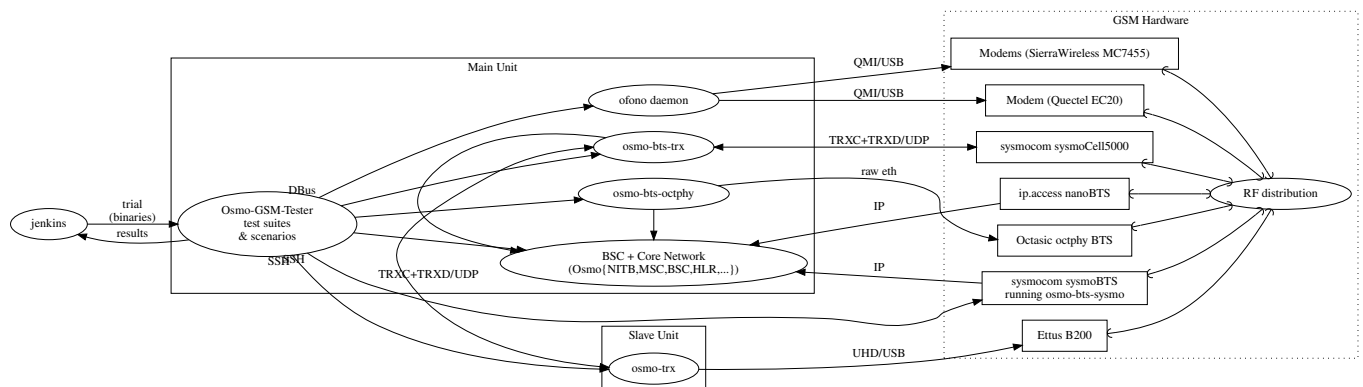 GSM Hardware
Main Unit
Modems (SierraWireless MC7455)
QMI/USB
ofono daemon
QMI/USB
Modem (Quectel EC20)
osmo-bts-trx
TRXC+TRXD/UDP
sysmocom sysmoCell5000
raw eth
DBus
osmo-bts-octphy
ip.access nanoBTS
RF distribution
jenkins
trial
(binaries)
results
Osmo-GSM-Tester
test suites
& scenarios
IP
Octasic octphy BTS
SSH
SSH
BSC + Core Network
(Osmo{NITB,MSC,BSC,HLR,...})
TRXC+TRXD/UDP
IP
sysmocom sysmoBTS
running osmo-bts-sysmo
Slave Unit
Ettus B200
osmo-trx
UHD/USB